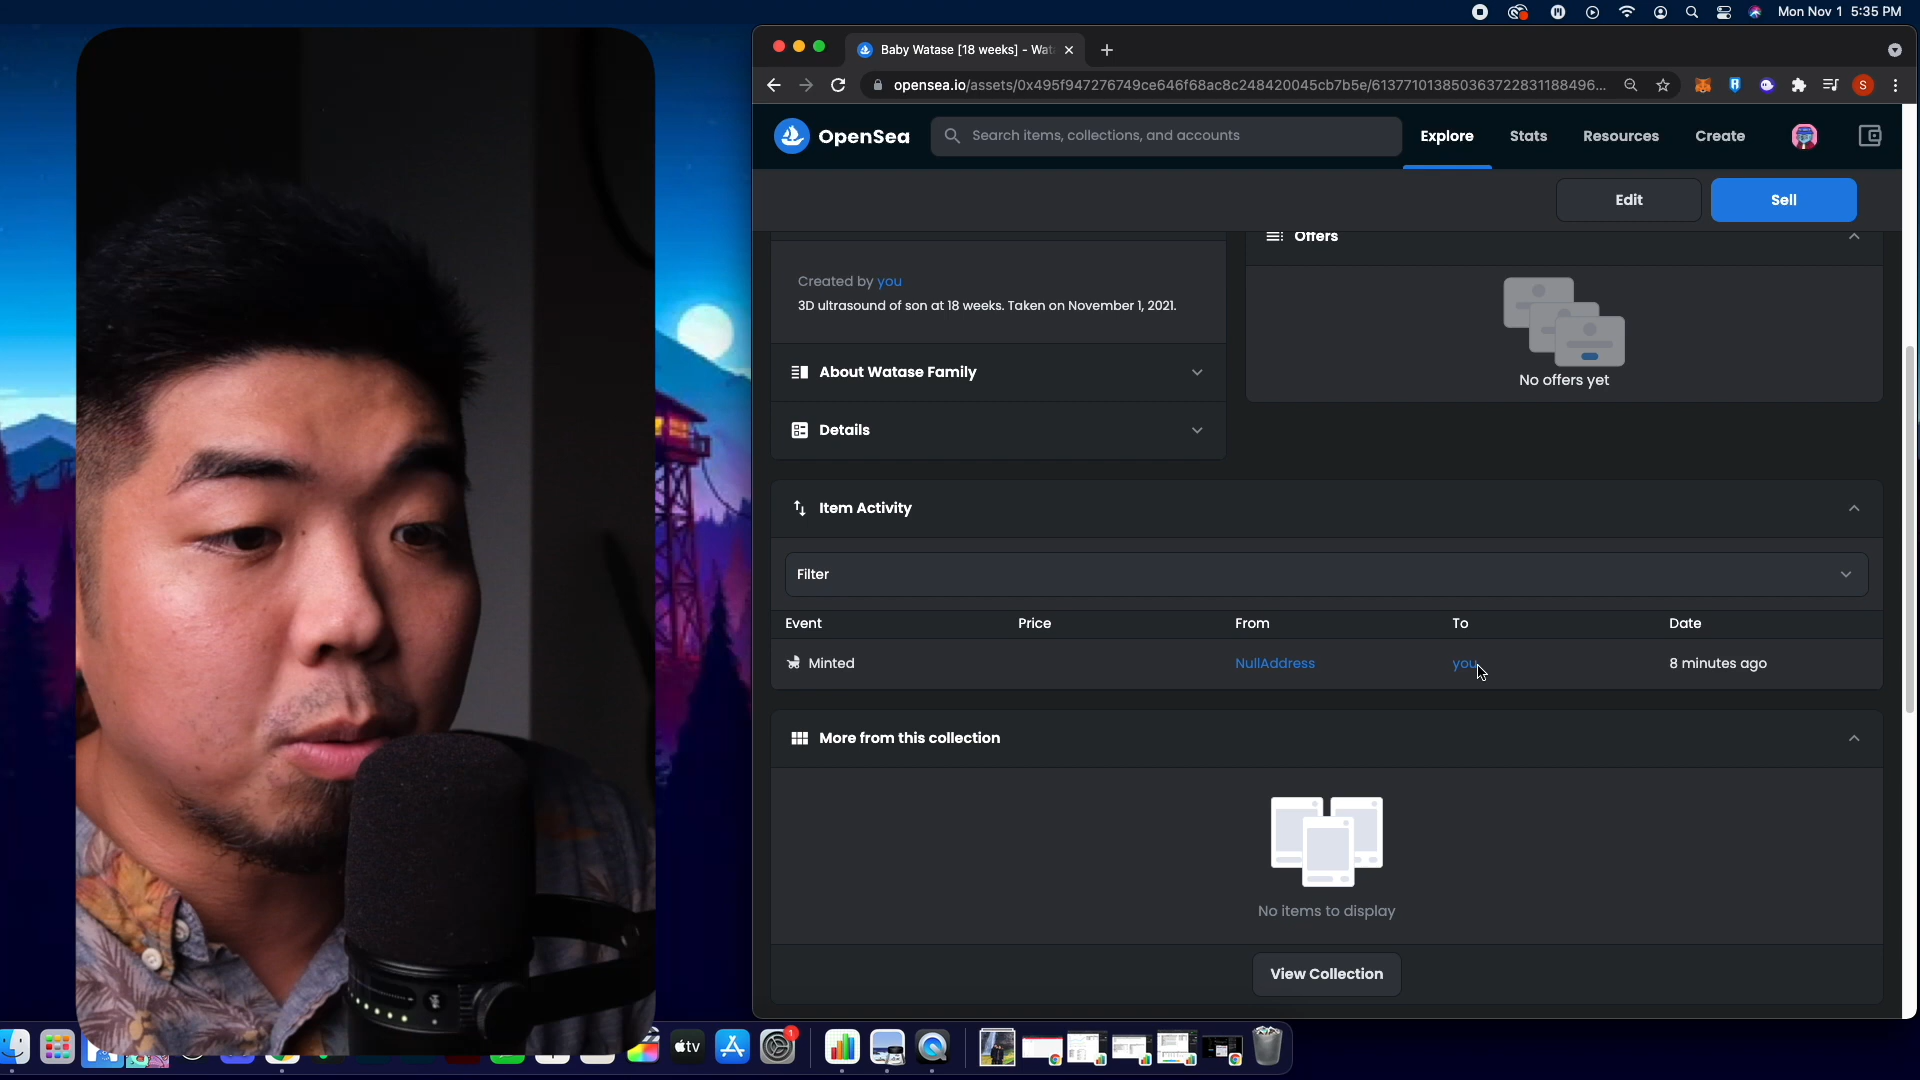 Mon Nov 1 5:35 PM
Baby Watase [18 weeks] - Wat
opensea.io/assets/0x495f947276749ce646f68ac8c248420045cb7b5e/613771013850363722831188496...
S
OpenSea
Search items, collections, and accounts
Explore
Stats
Resources
Create
Edit
Sell
Offers
Created by you
3D ultrasound of son at 18 weeks. Taken on November 1, 2021.
No offers yet
About Watase Family
Details
Item Activity
Filter
Event Price From To Date
Minted NullAddress you 8 minutes ago
More from this collection
No items to display
View Collection
tv
1